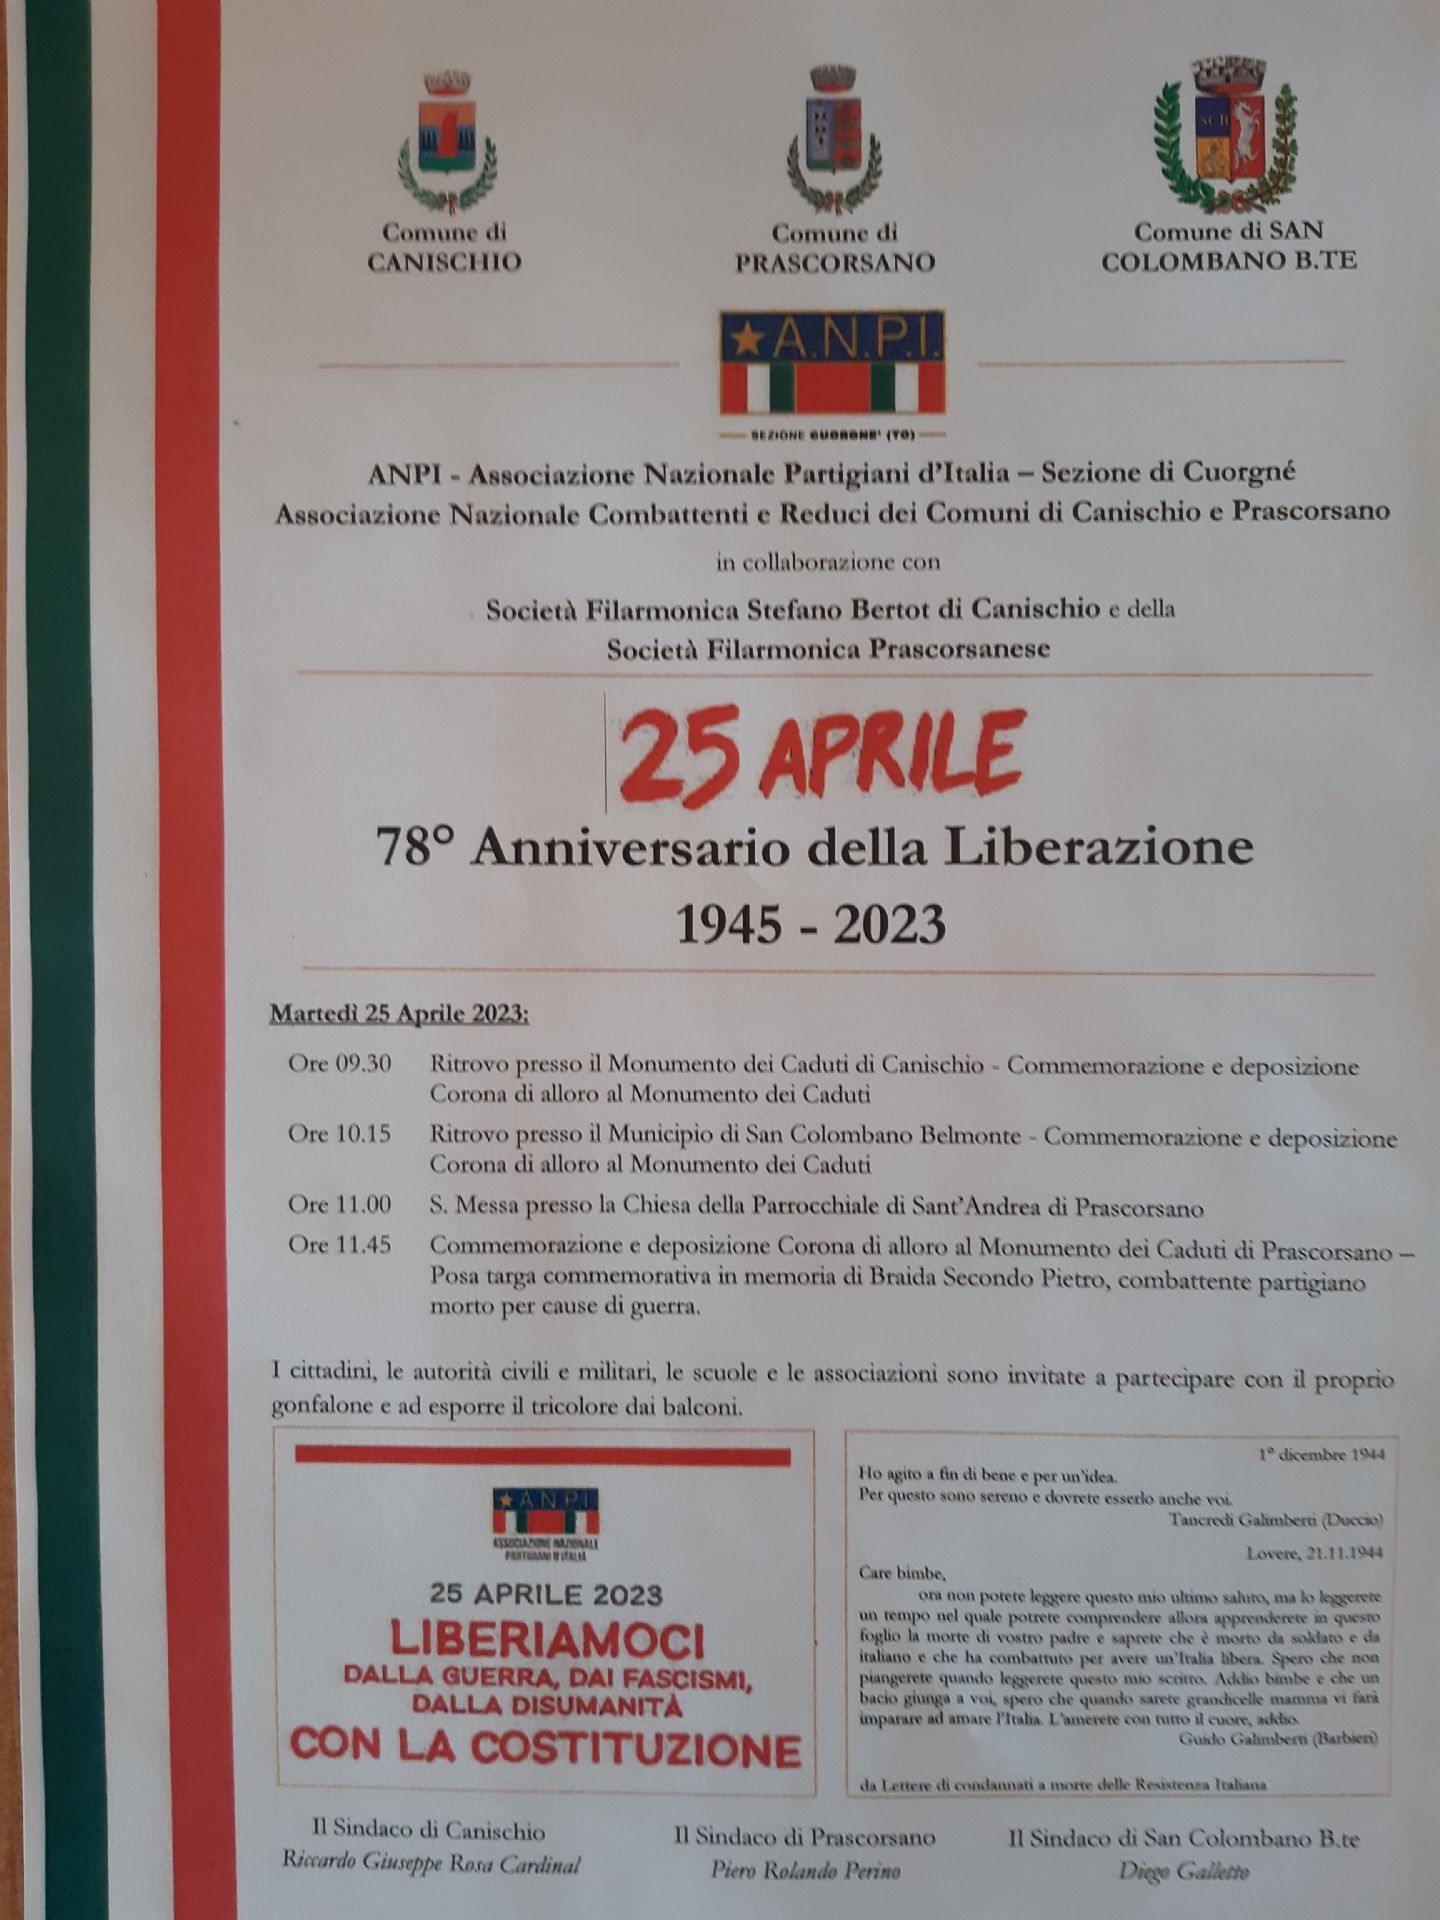 Comune di
CANISCHIO
Comune di
PRASCORSANO
SCB
Comune di SAN
COLOMBANO B.TE
A.N.P.I.
SEZIONE CUORGNE' (TO)
ANPI - Associazione Nazionale Partigiani d'Italia – Sezione di Cuorgné
Associazione Nazionale Combattenti e Reduci dei Comuni di Canischio e Prascorsano
in collaborazione con
Società Filarmonica Stefano Bertot di Canischio e della
Società Filarmonica Prascorsanese
25 APRILE
78° Anniversario della Liberazione
1945 - 2023
Martedì 25 Aprile 2023:
Ore 09.30 Ritrovo presso il Monumento dei Caduti di Canischio - Commemorazione e deposizione
Corona di alloro al Monumento dei Caduti
Ore 10.15 Ritrovo presso il Municipio di San Colombano Belmonte - Commemorazione e deposizione
Corona di alloro al Monumento dei Caduti
Ore 11.00 S. Messa presso la Chiesa della Parrocchiale di Sant'Andrea di Prascorsano
Ore 11.45 Commemorazione e deposizione Corona di alloro al Monumento dei Caduti di Prascorsano –
Posa targa commemorativa in memoria di Braida Secondo Pietro, combattente partigiano
morto per cause di guerra.
I cittadini, le autorità civili e militari, le scuole e le associazioni sono invitate a partecipare con il proprio
gonfalone e ad esporre il tricolore dai balconi.
ANPI
ASSOCIAZIONE NAZIONALE
PARTIGIANI D'ITALIA
25 APRILE 2023
LIBERIAMOCI
DALLA GUERRA, DAI FASCISMI,
DALLA DISUMANITÀ
CON LA COSTITUZIONE
1° dicembre 1944
Ho agito a fin di bene e per un'idea.
Per questo sono sereno e dovrete esserlo anche voi.
Tancredi Galimberti (Duccio)
Lovere, 21.11.1944
Care bimbe,
ora non potete leggere questo mio ultimo saluto, ma lo leggerete
un tempo nel quale potrete comprendere allora apprenderete in questo
foglio la morte di vostro padre e saprete che è morto da soldato e da
italiano e che ha combattuto per avere un'Italia libera. Spero che non
piangerete quando leggerete questo mio scritto. Addio bimbe e che un
bacio giunga a voi, spero che quando sarete grandicelle mamma vi farà
imparare ad amare l'Italia. L'amerete con tutto il cuore, addio.
Guido Galimberti (Barbieri)
da Lettere di condannati a morte delle Resistenza Italiana
Il Sindaco di Canischio
Riccardo Giuseppe Rosa Cardinal
Il Sindaco di Prascorsano
Piero Rolando Perino
Il Sindaco di San Colombano B.te
Diego Galletto